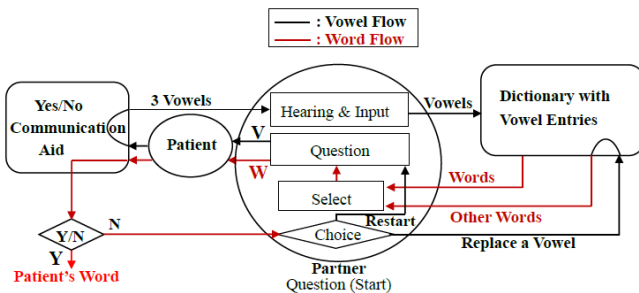 : Vowel Flow
: Word Flow
Yes/No
Communication
Aid
3 Vowels
Patient
V
W
Hearing & Input
Question
Select
Choice
Restart
Partner
Question (Start)
Vowels
Dictionary with
Vowel Entries
Words
Other Words
Replace a Vowel
Y/N
N
Y
Patient's Word